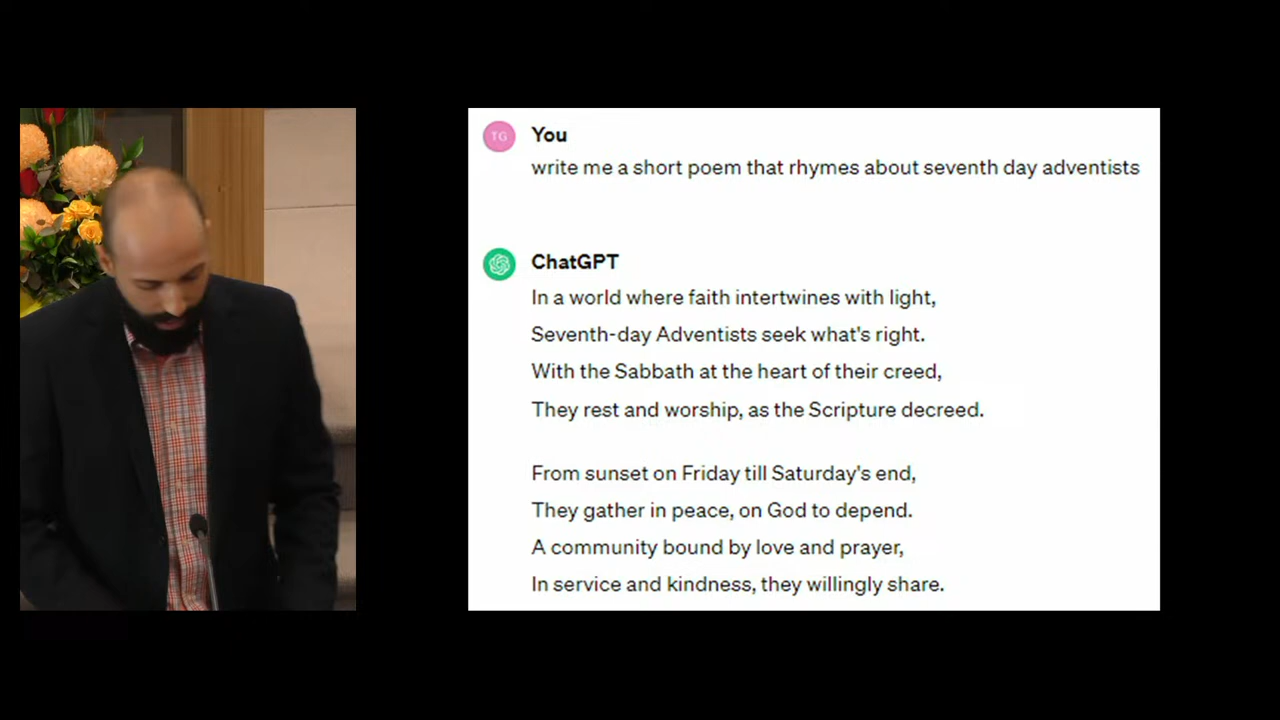 TG
You
write me a short poem that rhymes about seventh day adventists
ChatGPT
In a world where faith intertwines with light,
Seventh-day Adventists seek what's right.
With the Sabbath at the heart of their creed,
They rest and worship, as the Scripture decreed.
From sunset on Friday till Saturday's end,
They gather in peace, on God to depend.
A community bound by love and prayer,
In service and kindness, they willingly share.